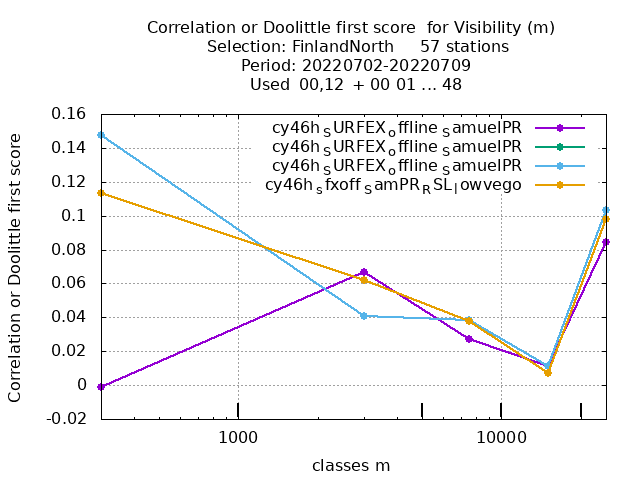 Correlation or Doolittle first score  for Visibility (m)
Selection: FinlandNorth     57 stations
Period: 20220702-20220709
Used  00,12  + 00 01 ... 48
Correlation or Doolittle first score
0.16
0.14
0.12
0.1
0.08
0.06
0.04
0.02
0
-0.02
cy46h_SURFEX_offline_SamuelPR
cy46h_SURFEX_offline_SamuelPR
cy46h_SURFEX_offline_SamuelPR
cy46h_sfxoff_SamPR_RSL_lowvego
1000 10000
classes m